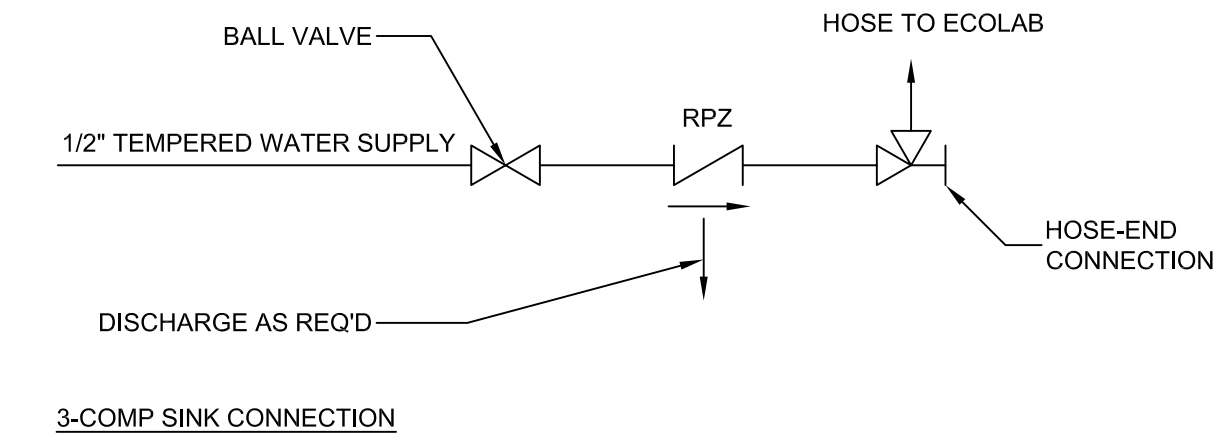 HOSE TO ECOLAB
BALL VALVE
1/2" TEMPERED WATER SUPPLY
RPZ
HOSE-END
CONNECTION
DISCHARGE AS REQ'D
3-COMP SINK CONNECTION